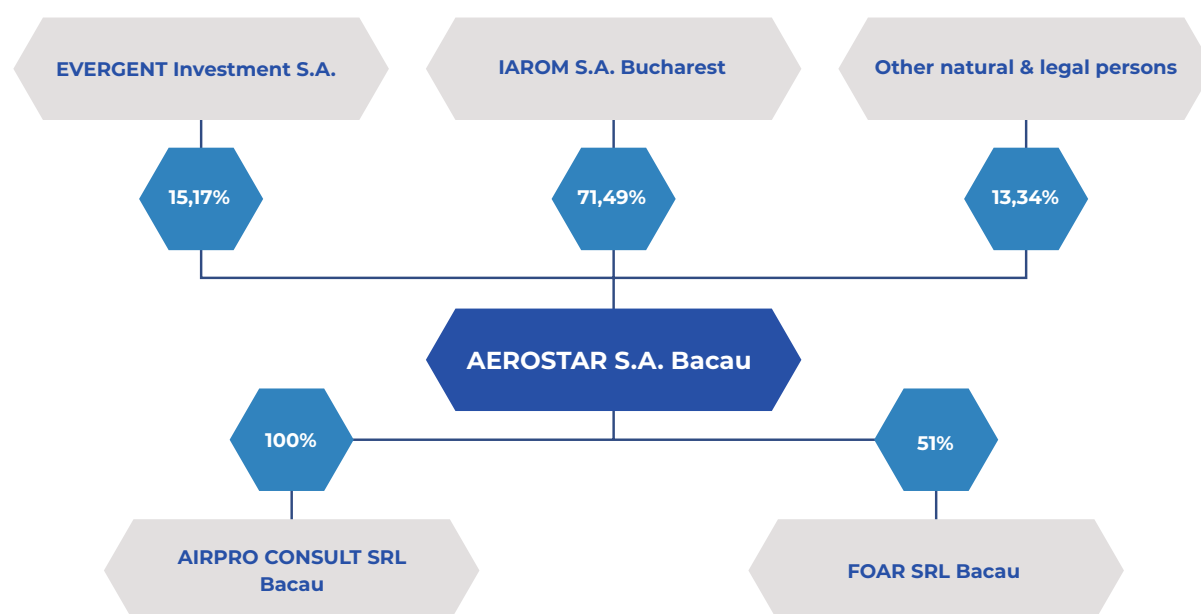 EVERGENT Investment S.A.
IAROM S.A. Bucharest
Other natural & legal persons
15,17%
71,49%
13,34%
AEROSTAR S.A. Bacau
100%
51%
AIRPRO CONSULT SRL
Bacau
FOAR SRL Bacau